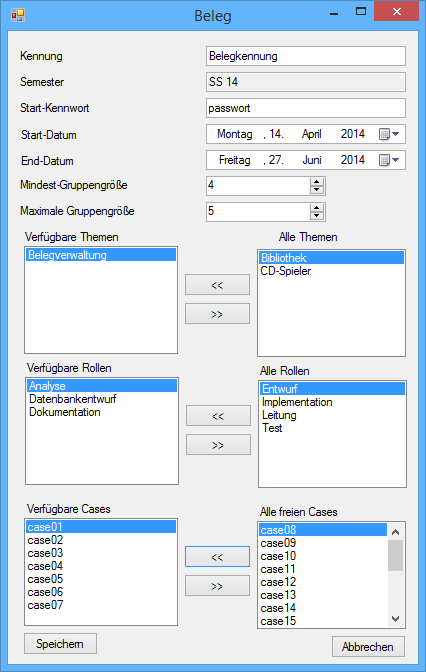 Beleg
Kennung Belegkennung
Semester SS 14
Start-Kennwort passwort
Start-Datum Montag , 14. April 2014
End-Datum Freitag , 27. Juni 2014
Mindest-Gruppengröße 4
Maximale Gruppengröße 5
Verfügbare Themen Alle Themen
Belegverwaltung Bibliothek
CD-Spieler
<<
>>
Verfügbare Rollen Alle Rollen
Analyse Entwurf
Datenbankentwurf Implementation
Dokumentation << Leitung
Test
>>
Verfügbare Cases Alle freien Cases
case01 case08
case02 case09
case03 case10
case04 << case11
case05 case12
case06 >> case13
case07 case14
case15
Speichern Abbrechen